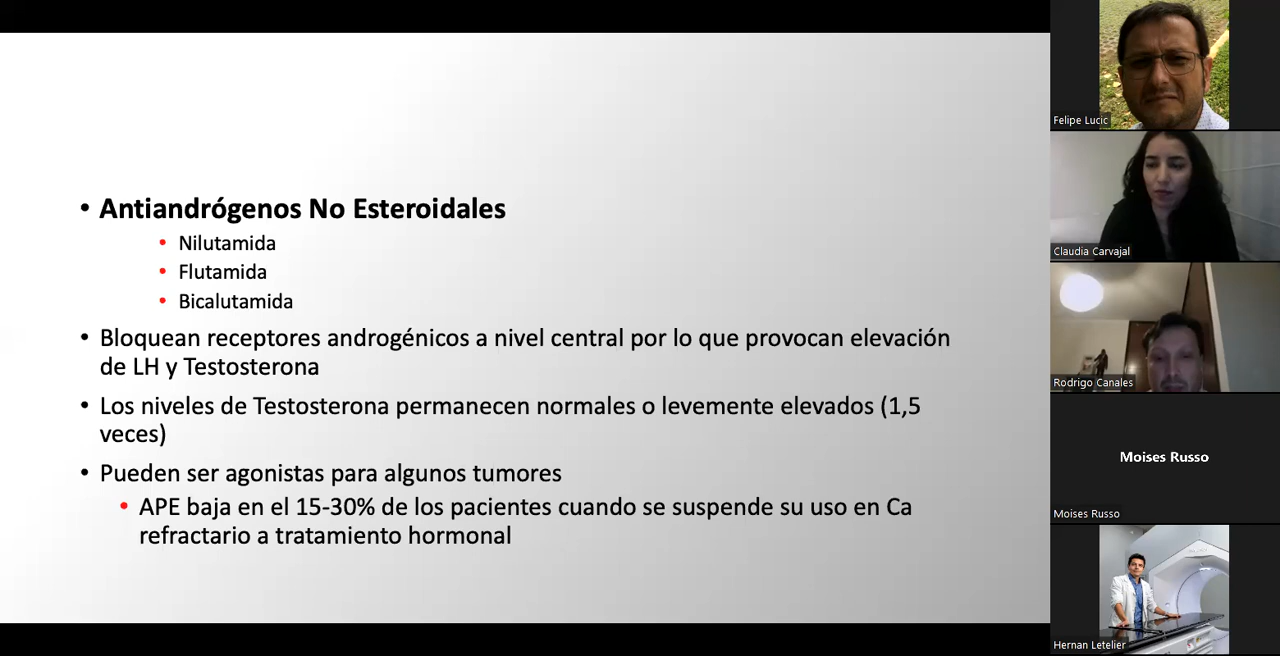 • Antiandrógenos No Esteroidales
• Nilutamida
• Flutamida
• Bicalutamida
• Bloquean receptores androgénicos a nivel central por lo que provocan elevación
de LH y Testosterona
• Los niveles de Testosterona permanecen normales o levemente elevados (1,5
veces)
• Pueden ser agonistas para algunos tumores
• APE baja en el 15-30% de los pacientes cuando se suspende su uso en Ca
refractario a tratamiento hormonal
Felipe Lucic
Claudia Carvajal
Rodrigo Canales
Moises Russo
Moises Russo
Hernan Letelier